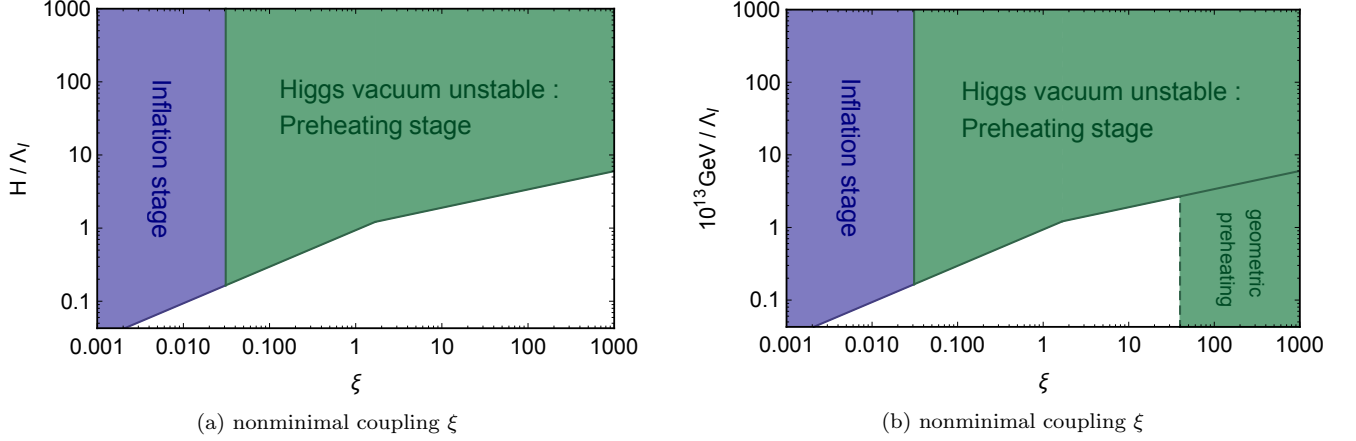 1000
100
10
1
0.1
H / Λ_I
Inflation stage
Higgs vacuum unstable :
Preheating stage
0.001 0.010 0.100 1 10 100 1000
ξ
(a) nonminimal coupling ξ
1000
100
10
1
0.1
10^13 GeV / Λ_I
Inflation stage
Higgs vacuum unstable :
Preheating stage
geometric
preheating
0.001 0.010 0.100 1 10 100 1000
ξ
(b) nonminimal coupling ξ